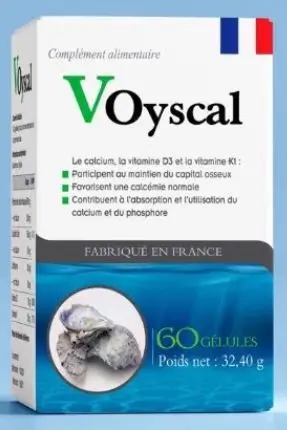 Complément alimentaire
VOyscal
Le calcium, la vitamine D3 et la vitamine K1 :
Participent au maintien du capital osseux
Favorisent une calcémie normale
Contribuent à l'absorption et l'utilisation du
calcium et du phosphore
FABRIQUÉ EN FRANCE
60 GÉLULES
Poids net : 32,40 g